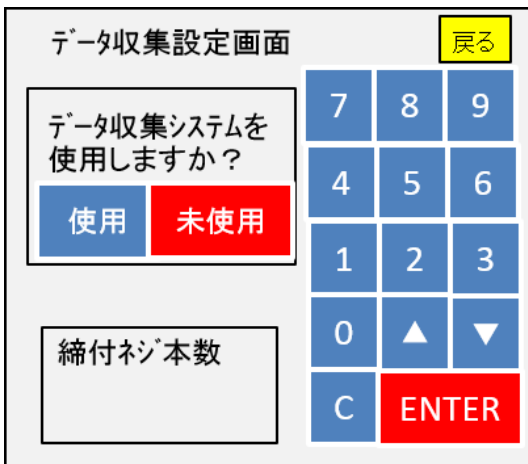 ﾃﾞｰﾀ収集設定画面
戻る
ﾃﾞｰﾀ収集ｼｽﾃﾑを
使用しますか？
使用 未使用
締付ﾈｼﾞ本数
7 8 9
4 5 6
1 2 3
0 ▲ ▼
C ENTER